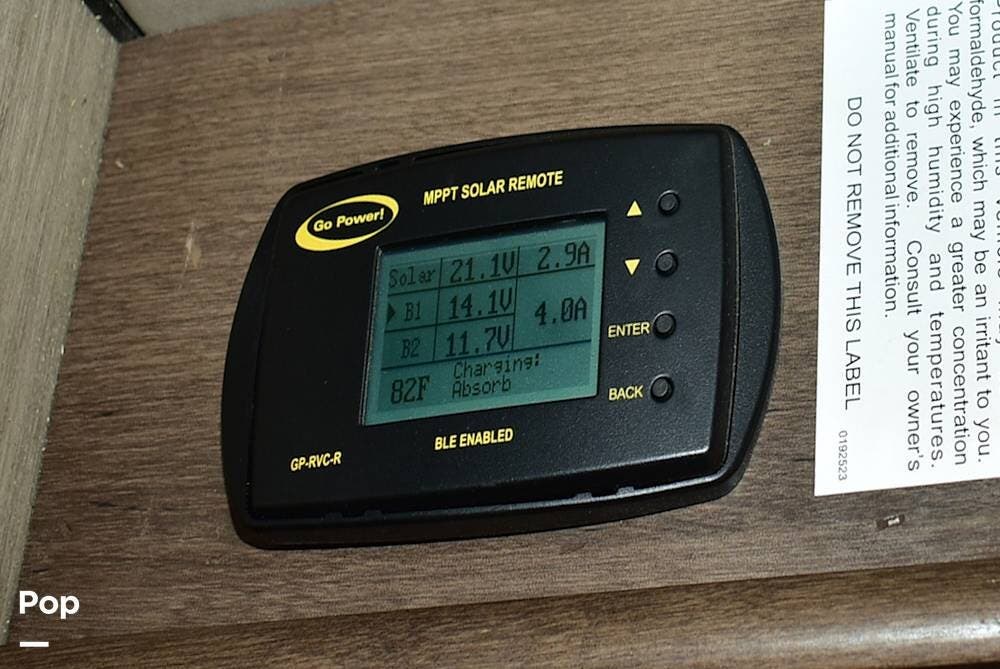 Go Power!
MPPT SOLAR REMOTE
Solar 21.1V 2.9A
B1 14.1V 4.0A
B2 11.7V
82F Charging:
Absorb
ENTER
BACK
BLE ENABLED
GP-RVC-R
formaldehyde, which may be an irritant to you.
You may experience a greater concentration
during high humidity and temperatures.
Ventilate to remove. Consult your owner's
manual for additional information.
DO NOT REMOVE THIS LABEL
0192523
Pop